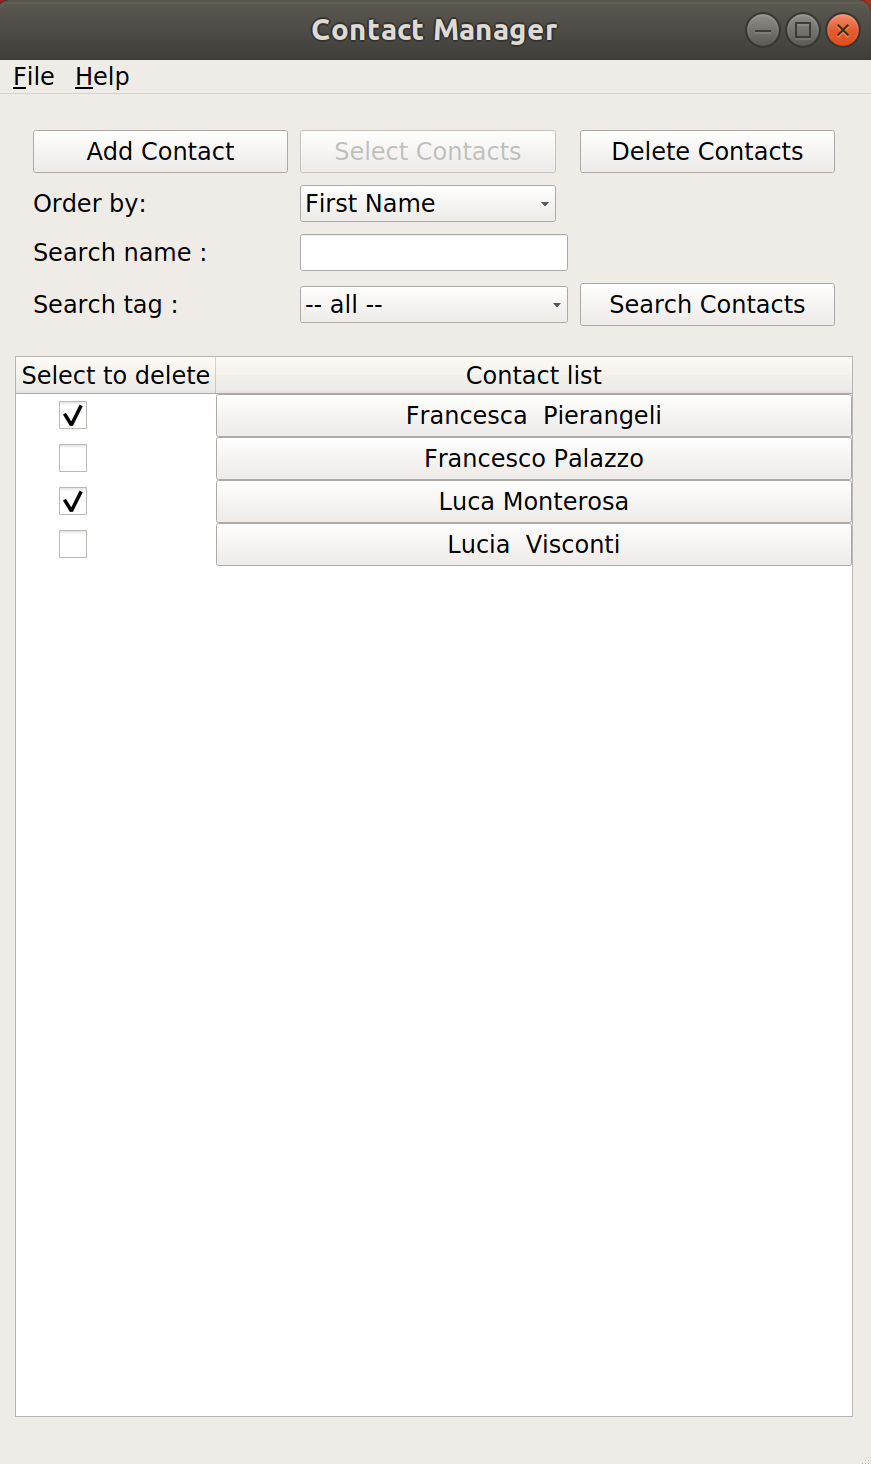 Contact Manager
File Help
Add Contact Select Contacts Delete Contacts
Order by: First Name
Search name :
Search tag : -- all -- Search Contacts
Select to delete Contact list
Francesca  Pierangeli
Francesco Palazzo
Luca Monterosa
Lucia  Visconti